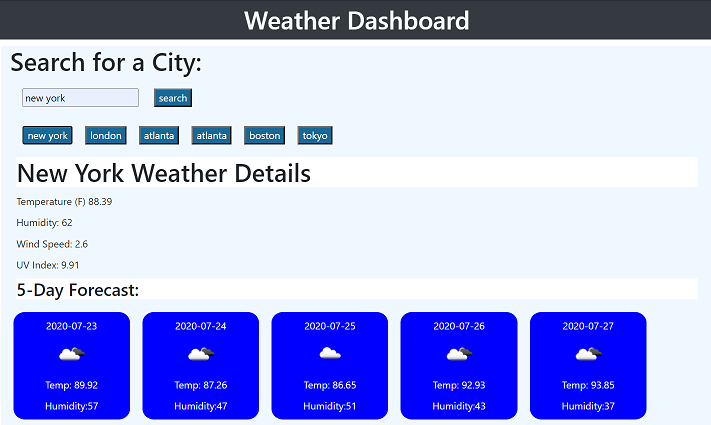 Weather Dashboard
Search for a City:
new york search
new york london atlanta atlanta boston tokyo
New York Weather Details
Temperature (F) 88.39
Humidity: 62
Wind Speed: 2.6
UV Index: 9.91
5-Day Forecast:
2020-07-23 2020-07-24 2020-07-25 2020-07-26 2020-07-27
Temp: 89.92 Temp: 87.26 Temp: 86.65 Temp: 92.93 Temp: 93.85
Humidity:57 Humidity:47 Humidity:51 Humidity:43 Humidity:37